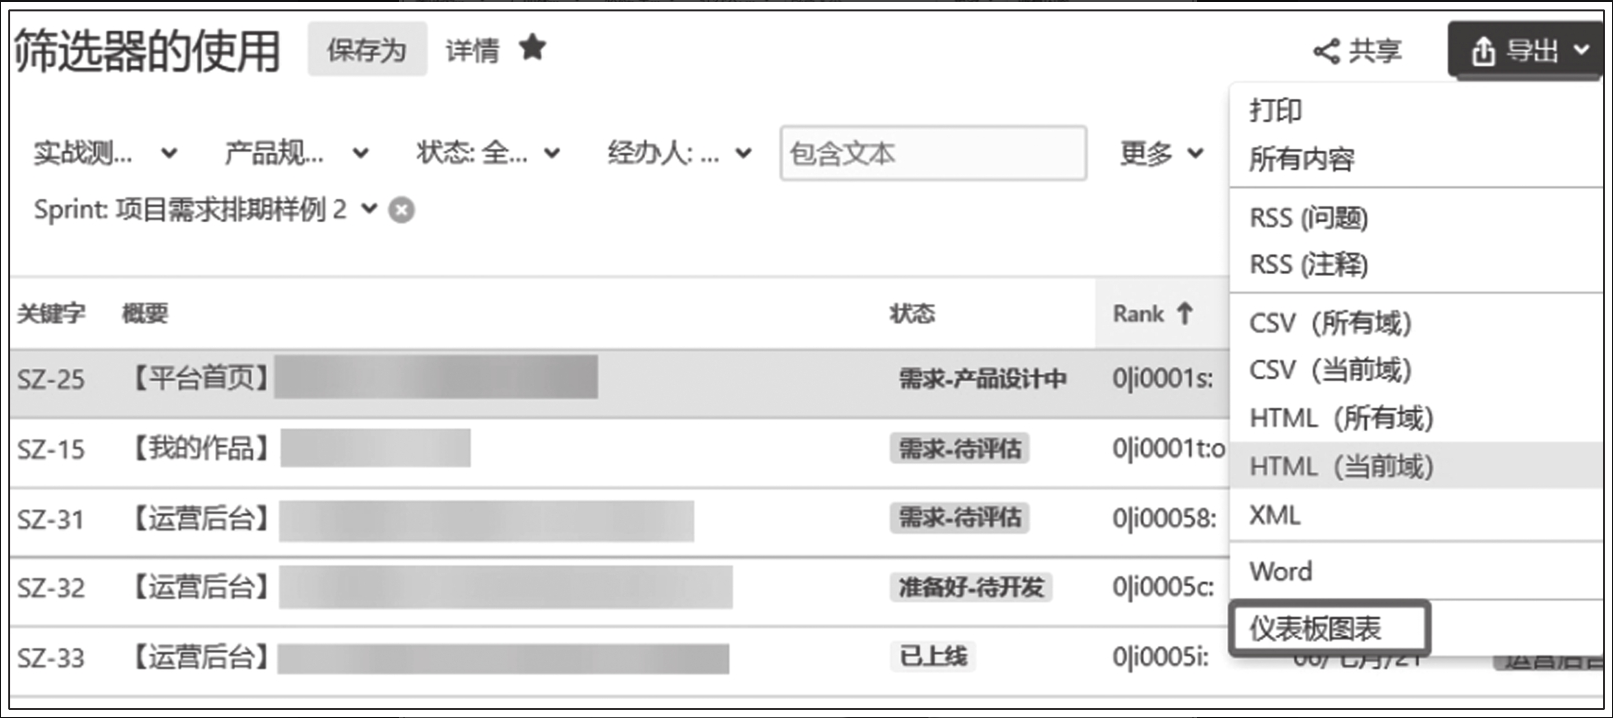 筛选器的使用 保存为 详情 共享 导出
实战测... 产品规... 状态: 全... 经办人: ... 包含文本 更多
Sprint: 项目需求排期样例 2
打印
所有内容
RSS (问题)
RSS (注释)
CSV（所有域）
CSV（当前域）
HTML（所有域）
HTML（当前域）
XML
Word
仪表板图表
关键字 概要 状态 Rank
SZ-25 【平台首页】 需求-产品设计中 0|i0001s:
SZ-15 【我的作品】 需求-待评估 0|i0001t:o
SZ-31 【运营后台】 需求-待评估 0|i00058:
SZ-32 【运营后台】 准备好-待开发 0|i0005c:
SZ-33 【运营后台】 已上线 0|i0005i: 06/七月/21 运营后台